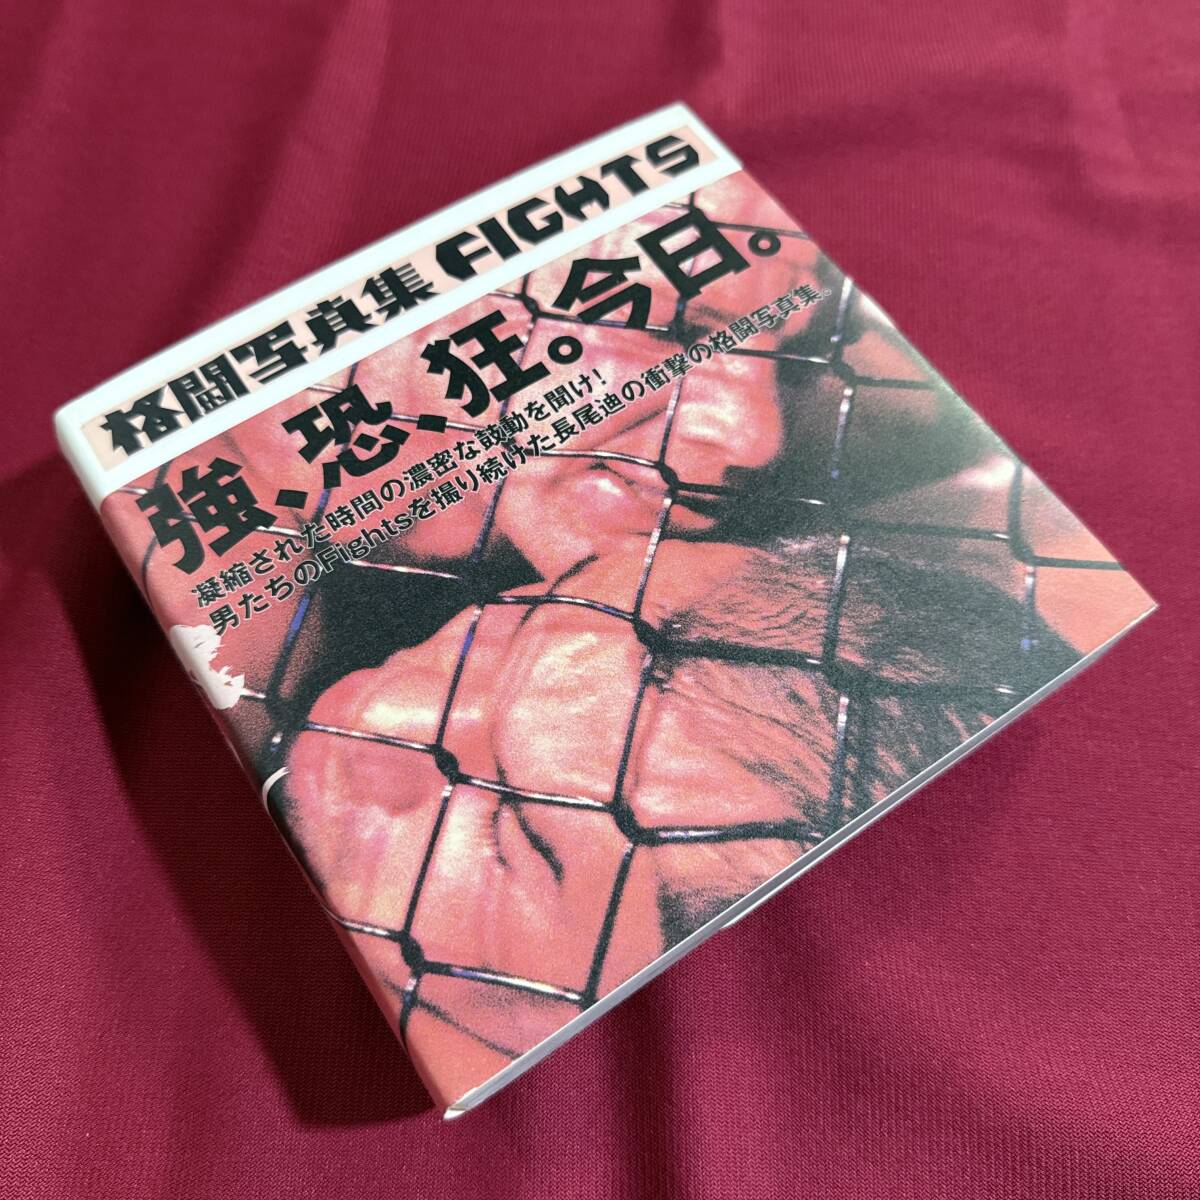 格闘写真集 FIGHTS
強、恐、狂。今日。
凝縮された時間の濃密な鼓動を聞け!
男たちのFightsを撮り続けた長尾迪の衝撃の格闘写真集。